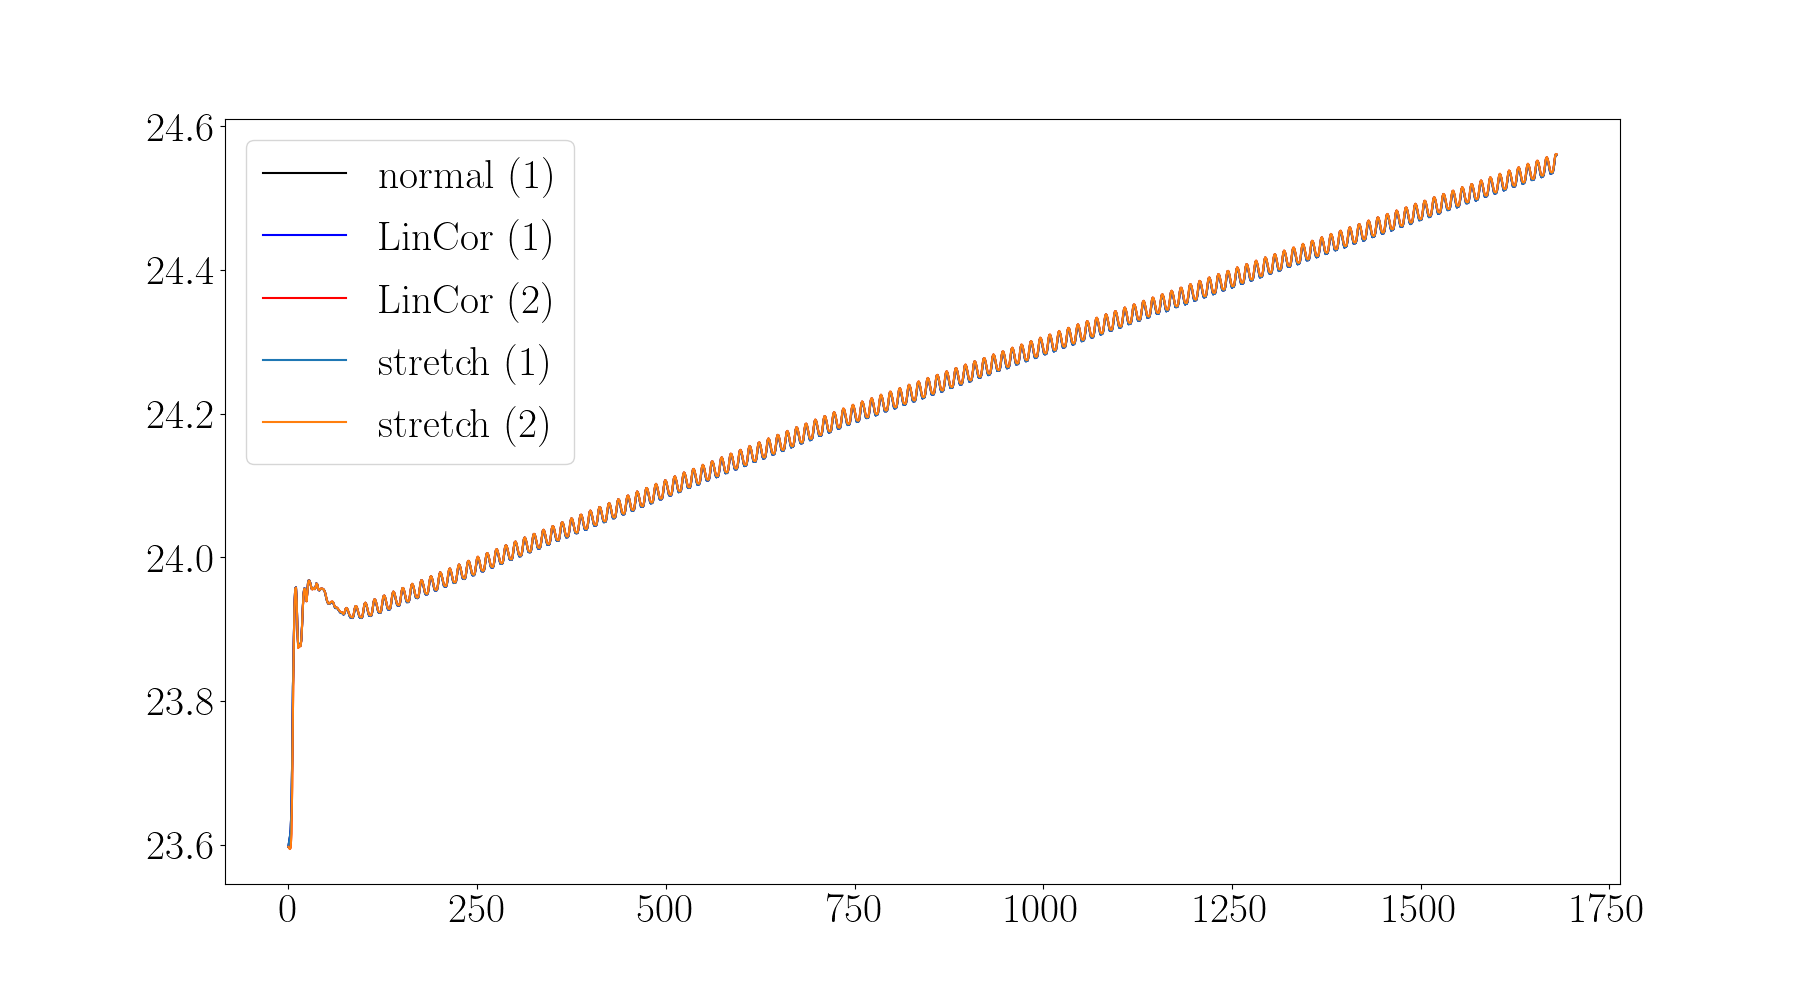 24.6
24.4
24.2
24.0
23.8
23.6
normal (1)
LinCor (1)
LinCor (2)
stretch (1)
stretch (2)
0 250 500 750 1000 1250 1500 1750